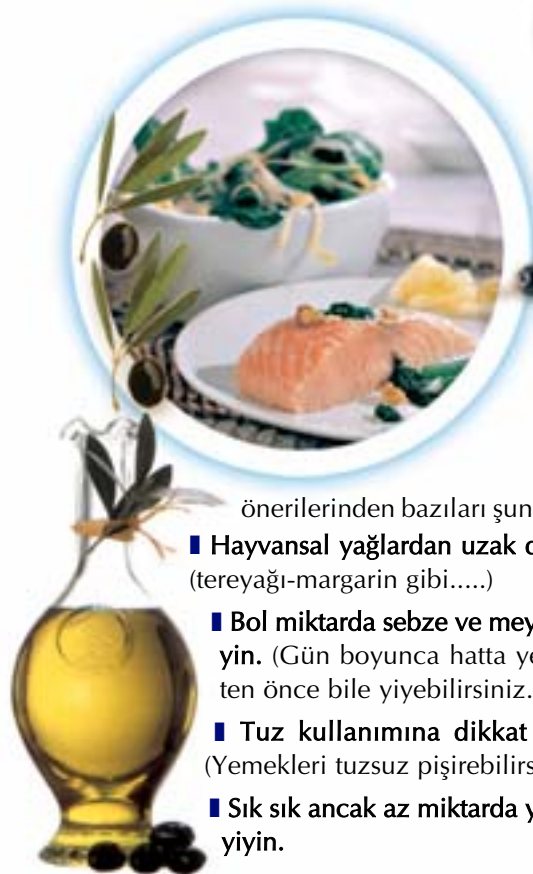 önerilerinden bazıları şun
▌Hayvansal yağlardan uzak d
(tereyağı-margarin gibi.....)
▌Bol miktarda sebze ve mey
yin. (Gün boyunca hatta ye
ten önce bile yiyebilirsiniz.
▌Tuz kullanımına dikkat
(Yemekleri tuzsuz pişirebilirs
▌Sık sık ancak az miktarda y
yiyin.